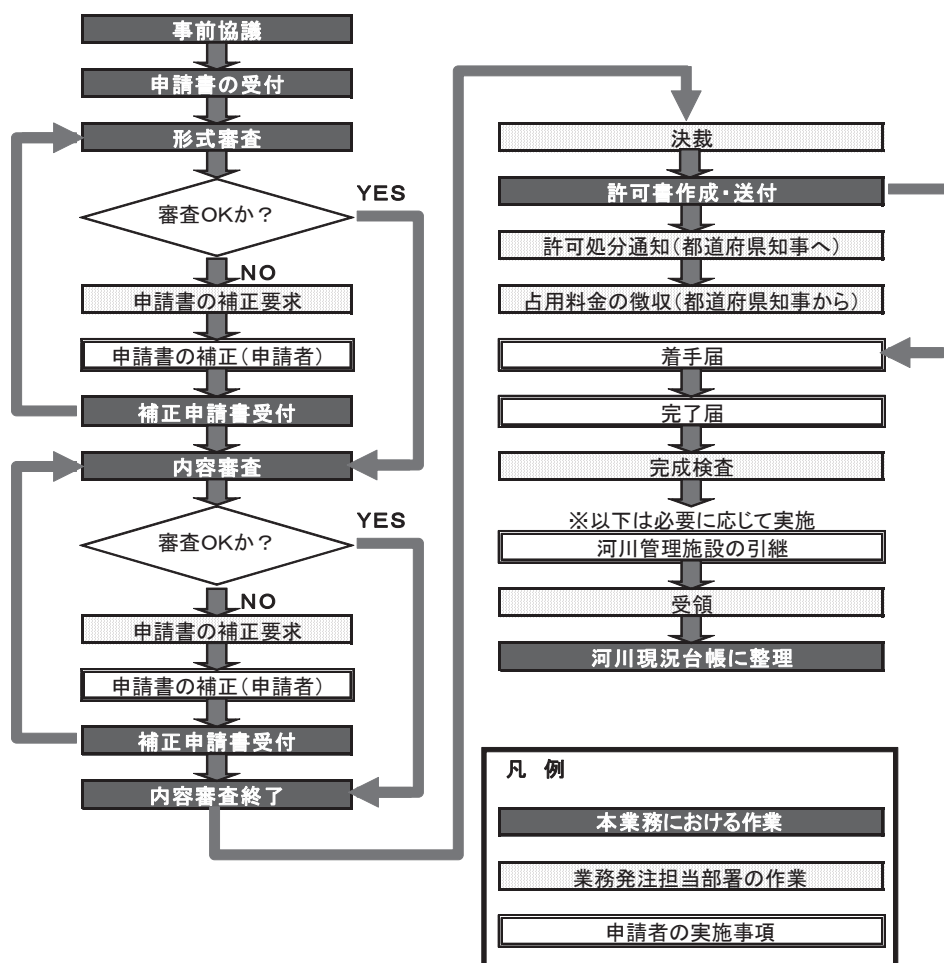 事前協議
申請書の受付
形式審査
審査OKか？
YES
NO
申請書の補正要求
申請書の補正（申請者）
補正申請書受付
内容審査
審査OKか？
YES
NO
申請書の補正要求
申請書の補正（申請者）
補正申請書受付
内容審査終了
決裁
許可書作成・送付
許可処分通知（都道府県知事へ）
占用料金の徴収（都道府県知事から）
着手届
完了届
完成検査
※以下は必要に応じて実施
河川管理施設の引継
受領
河川現況台帳に整理
凡 例
本業務における作業
業務発注担当部署の作業
申請者の実施事項